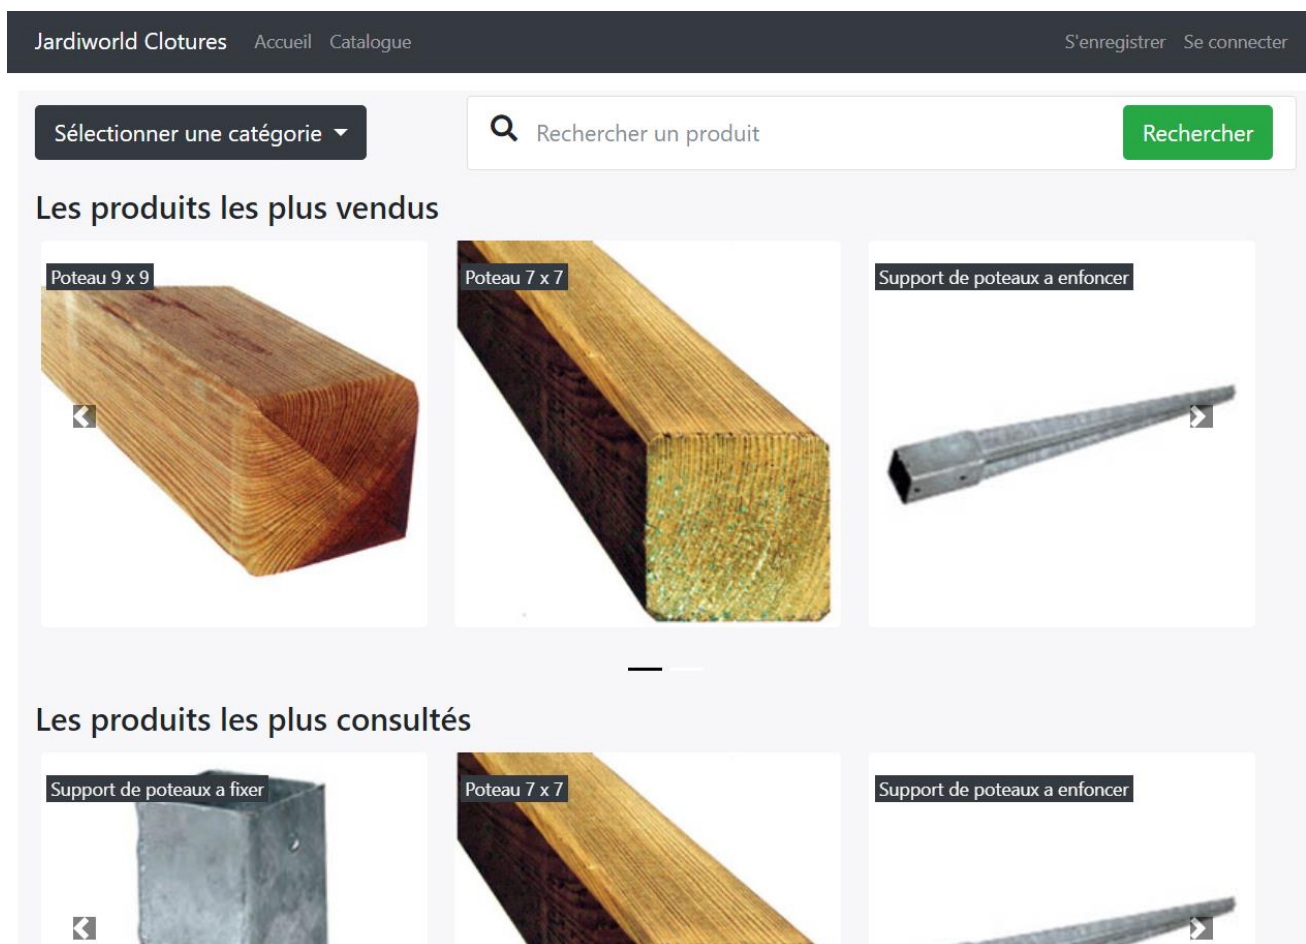 Jardiworld Clotures Accueil Catalogue S'enregistrer Se connecter
Sélectionner une catégorie Rechercher un produit Rechercher
Les produits les plus vendus
Poteau 9 x 9 Poteau 7 x 7 Support de poteaux a enfoncer
Les produits les plus consultés
Support de poteaux a fixer Poteau 7 x 7 Support de poteaux a enfoncer